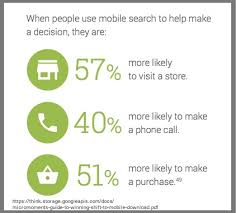 When people use mobile search to help make
a decision, they are:
57% more likely
to visit a store.
40% more likely to make
a phone call.
51% more likely to make
a purchase.⁴⁹
https://think.storage.googleapis.com/docs/
micromoments-guide-to-winning-shift-to-mobile-download.pdf